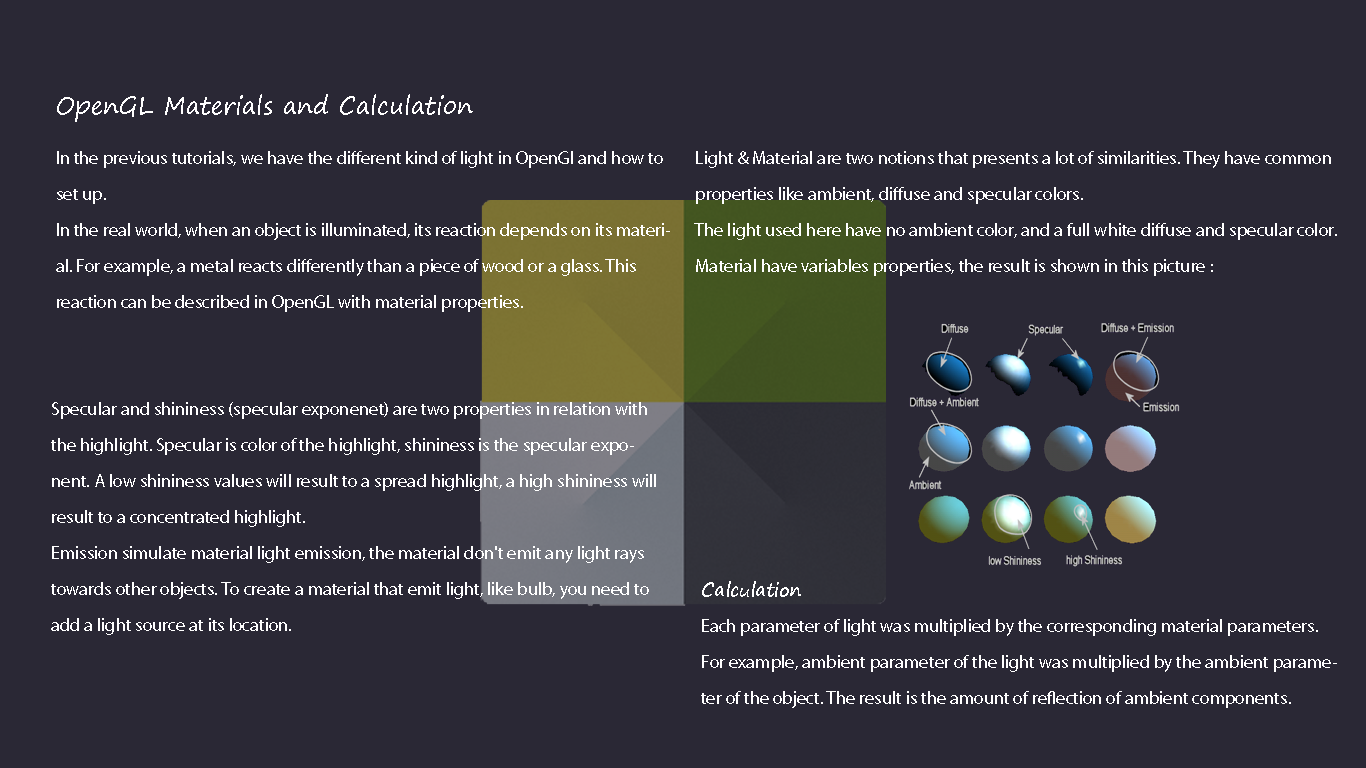 OpenGL Materials and Calculation
In the previous tutorials, we have the different kind of light in OpenGl and how to
set up.
In the real world, when an object is illuminated, its reaction depends on its materi-
al. For example, a metal reacts differently than a piece of wood or a glass. This
reaction can be described in OpenGL with material properties.
Specular and shininess (specular exponenet) are two properties in relation with
the highlight. Specular is color of the highlight, shininess is the specular expo-
nent. A low shininess values will result to a spread highlight, a high shininess will
result to a concentrated highlight.
Emission simulate material light emission, the material don't emit any light rays
towards other objects. To create a material that emit light, like bulb, you need to
add a light source at its location.
Light & Material are two notions that presents a lot of similarities. They have common
properties like ambient, diffuse and specular colors.
The light used here have no ambient color, and a full white diffuse and specular color.
Material have variables properties, the result is shown in this picture :
Diffuse
Specular
Diffuse + Emission
Diffuse + Ambient
Emission
Ambient
low Shininess
high Shininess
Calculation
Each parameter of light was multiplied by the corresponding material parameters.
For example, ambient parameter of the light was multiplied by the ambient parame-
ter of the object. The result is the amount of reflection of ambient components.